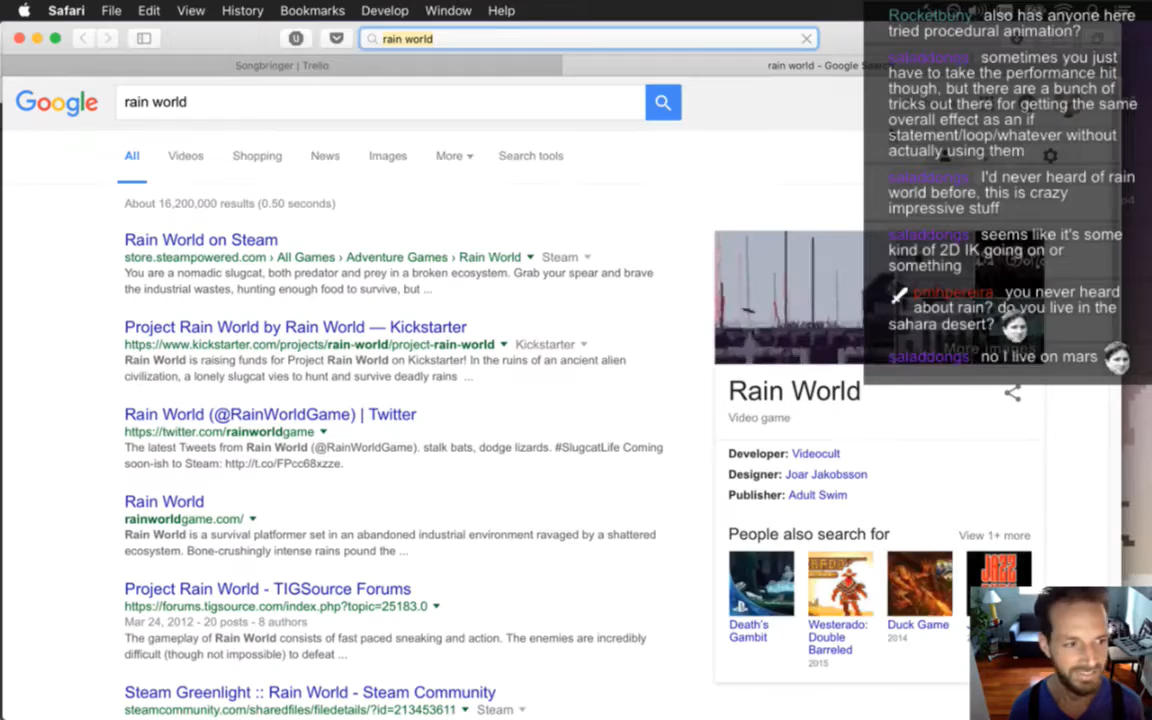 Safari File Edit View History Bookmarks Develop Window Help
rain world
Songbringer | Trello
rain world - Google Sear
Google
rain world
All Videos Shopping News Images More Search tools
About 16,200,000 results (0.50 seconds)
Rain World on Steam
store.steampowered.com › All Games › Adventure Games › Rain World Steam
You are a nomadic slugcat, both predator and prey in a broken ecosystem. Grab your spear and brave
the industrial wastes, hunting enough food to survive, but ...
Project Rain World by Rain World — Kickstarter
https://www.kickstarter.com/projects/rain-world/project-rain-world Kickstarter
Rain World is raising funds for Project Rain World on Kickstarter! In the ruins of an ancient alien
civilization, a lonely slugcat vies to hunt and survive deadly rains ...
Rain World (@RainWorldGame) | Twitter
https://twitter.com/rainworldgame
The latest Tweets from Rain World (@RainWorldGame). stalk bats, dodge lizards. #SlugcatLife Coming
soon-ish to Steam: http://t.co/FPcc68xzze.
Rain World
rainworldgame.com/
Rain World is a survival platformer set in an abandoned industrial environment ravaged by a shattered
ecosystem. Bone-crushingly intense rains pound the ...
Project Rain World - TIGSource Forums
https://forums.tigsource.com/index.php?topic=25183.0
Mar 24, 2012 - 20 posts - 8 authors
The gameplay of Rain World consists of fast paced sneaking and action. The enemies are incredibly
difficult (though not impossible) to defeat ...
Steam Greenlight :: Rain World - Steam Community
steamcommunity.com/sharedfiles/filedetails/?id=213453611 Steam
Rocketbuny also has anyone here
tried procedural animation?
saladdongs sometimes you just
have to take the performance hit
though, but there are a bunch of
tricks out there for getting the same
overall effect as an if
statement/loop/whatever without
actually using them
saladdongs I'd never heard of rain
world before, this is crazy
impressive stuff
saladdongs seems like it's some
kind of 2D IK going on or
something
pmhpereira you never heard
about rain? do you live in the
sahara desert?
saladdongs no I live on mars
More images
Rain World
Video game
Developer: Videocult
Designer: Joar Jakobsson
Publisher: Adult Swim
People also search for View 1+ more
JAZZ
Death's
Gambit
Westerado:
Double
Barreled
2015
Duck Game
2014